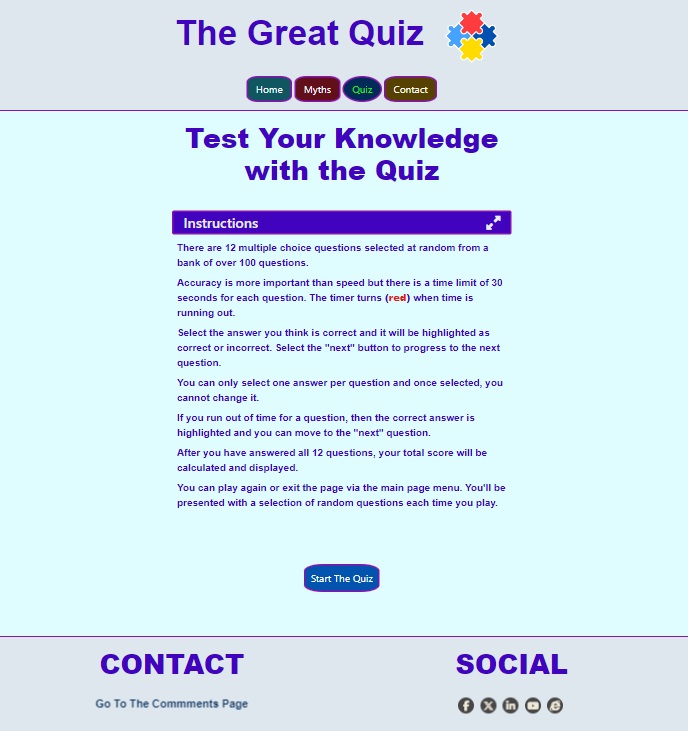 The Great Quiz
Home Myths Quiz Contact
Test Your Knowledge
with the Quiz
Instructions
There are 12 multiple choice questions selected at random from a
bank of over 100 questions.
Accuracy is more important than speed but there is a time limit of 30
seconds for each question. The timer turns (red) when time is
running out.
Select the answer you think is correct and it will be highlighted as
correct or incorrect. Select the "next" button to progress to the next
question.
You can only select one answer per question and once selected, you
cannot change it.
If you run out of time for a question, then the correct answer is
highlighted and you can move to the "next" question.
After you have answered all 12 questions, your total score will be
calculated and displayed.
You can play again or exit the page via the main page menu. You'll be
presented with a selection of random questions each time you play.
Start The Quiz
CONTACT
SOCIAL
Go To The Commments Page